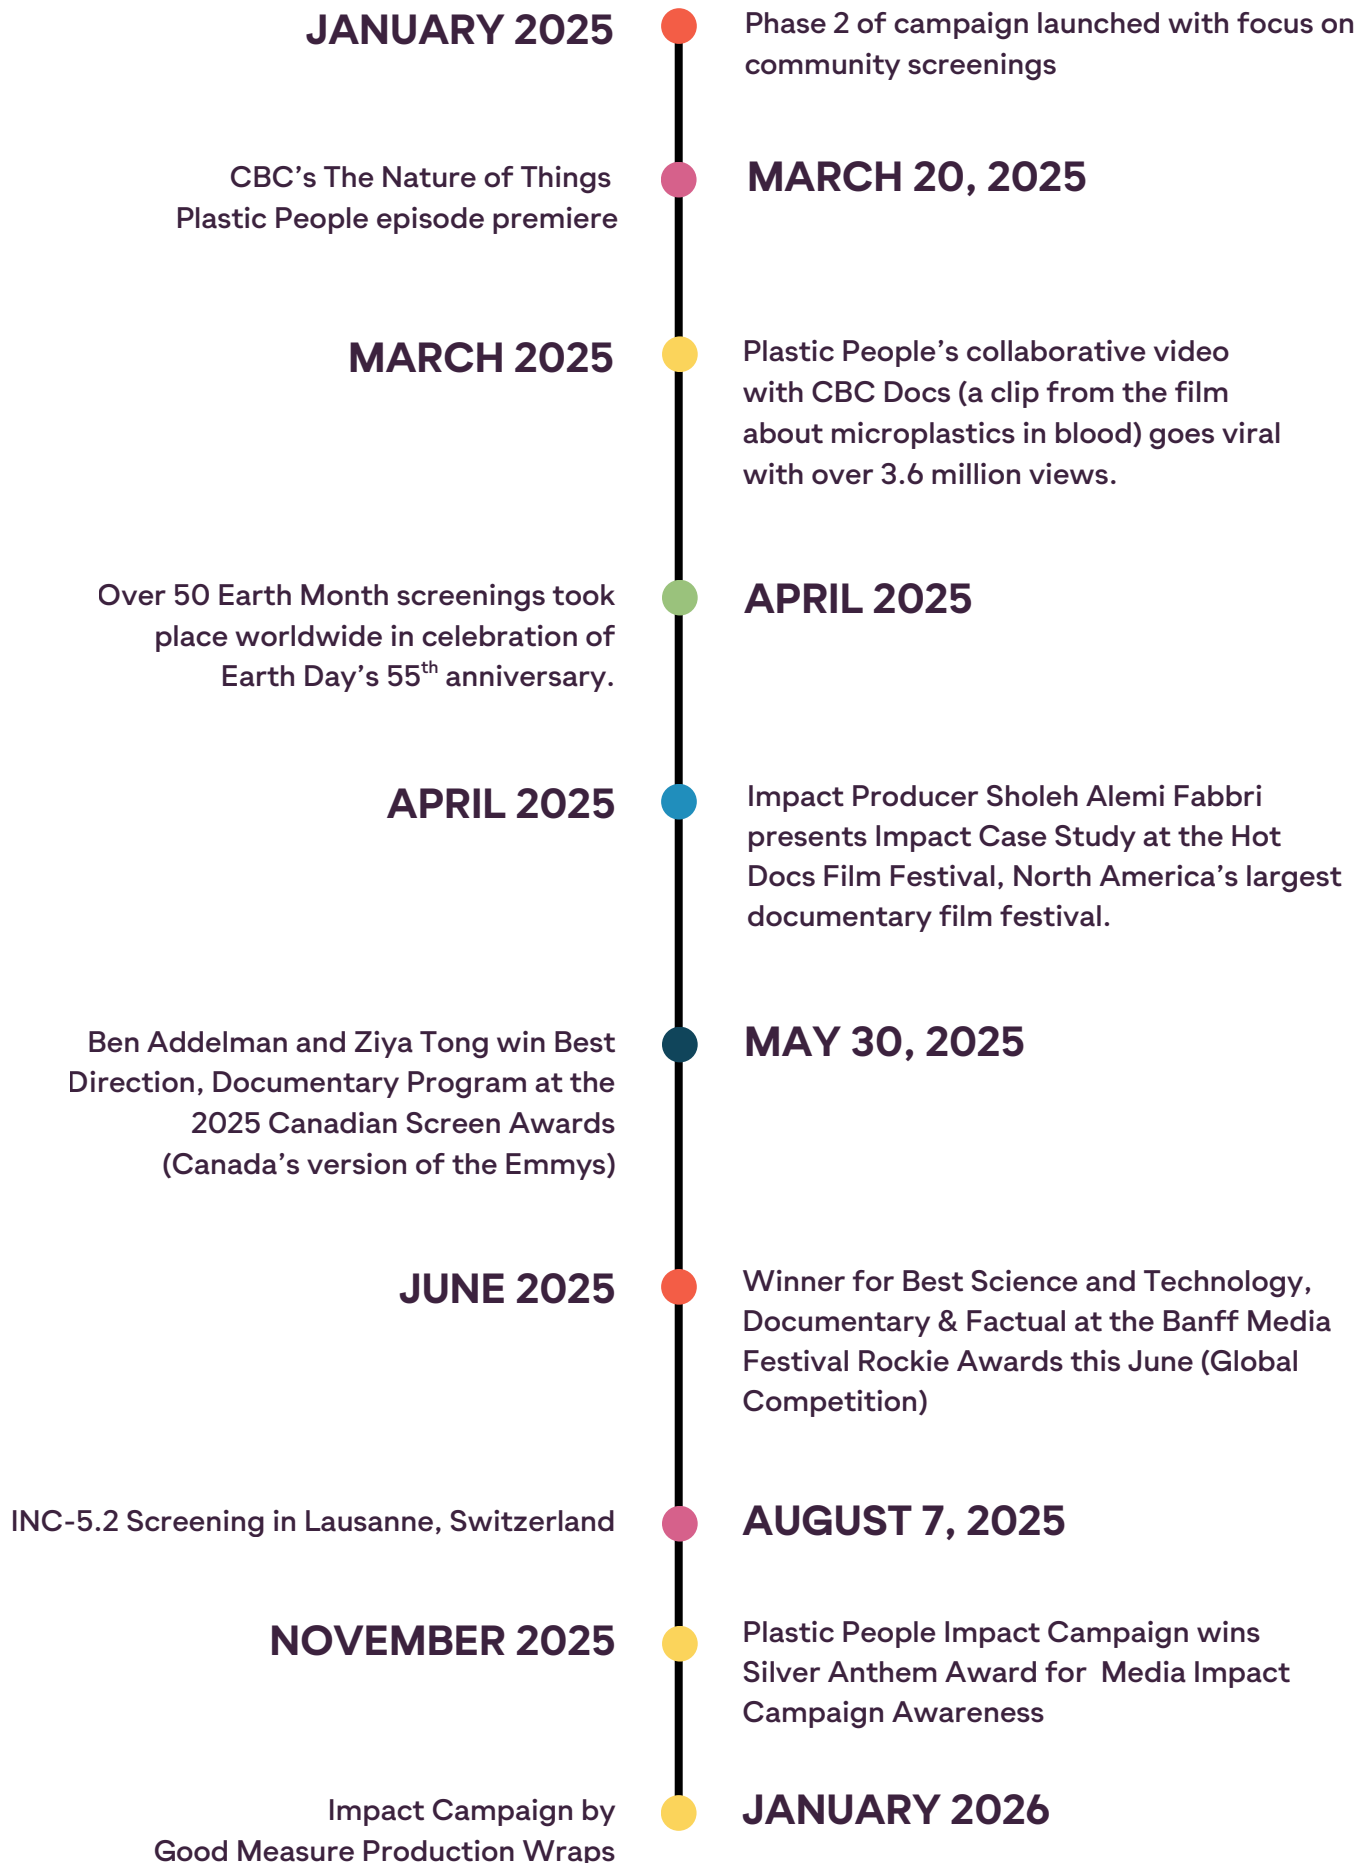 JANUARY 2025
Phase 2 of campaign launched with focus on
community screenings
MARCH 20, 2025
CBC’s The Nature of Things
Plastic People episode premiere
MARCH 2025
Plastic People’s collaborative video
with CBC Docs (a clip from the film
about microplastics in blood) goes viral
with over 3.6 million views.
APRIL 2025
Over 50 Earth Month screenings took
place worldwide in celebration of
Earth Day’s 55th anniversary.
APRIL 2025
Impact Producer Sholeh Alemi Fabbri
presents Impact Case Study at the Hot
Docs Film Festival, North America’s largest
documentary film festival.
MAY 30, 2025
Ben Addelman and Ziya Tong win Best
Direction, Documentary Program at the
2025 Canadian Screen Awards
(Canada’s version of the Emmys)
JUNE 2025
Winner for Best Science and Technology,
Documentary & Factual at the Banff Media
Festival Rockie Awards this June (Global
Competition)
AUGUST 7, 2025
INC-5.2 Screening in Lausanne, Switzerland
NOVEMBER 2025
Plastic People Impact Campaign wins
Silver Anthem Award for  Media Impact
Campaign Awareness
JANUARY 2026
Impact Campaign by
Good Measure Production Wraps